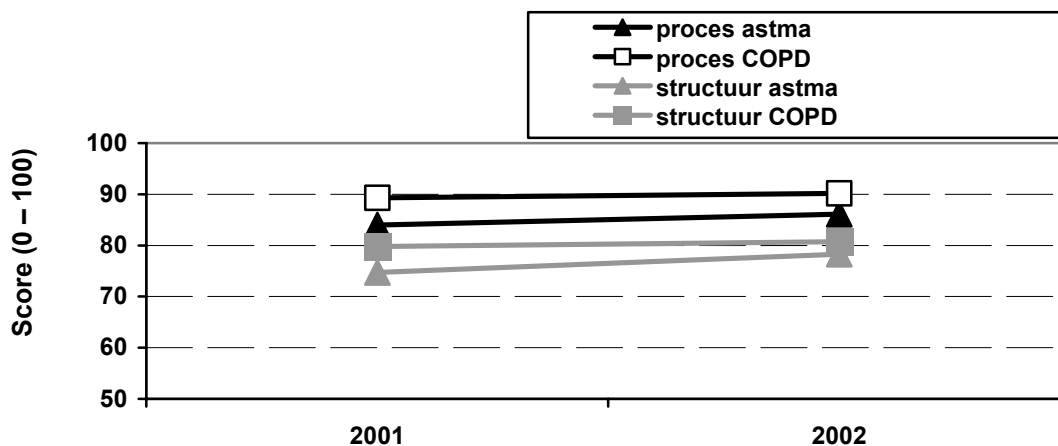 proces astma
proces COPD
structuur astma
structuur COPD
Score (0 – 100)
100
90
80
70
60
50
2001
2002